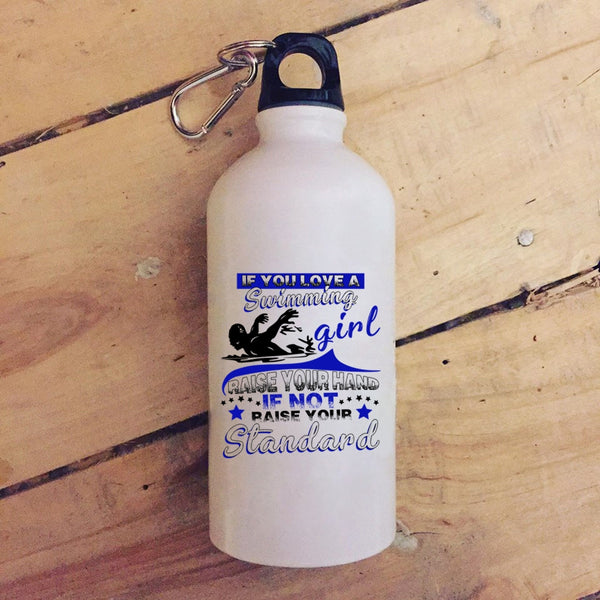 IF YOU LOVE A
Swimming
girl
RAISE YOUR HAND
IF NOT
RAISE YOUR
Standard